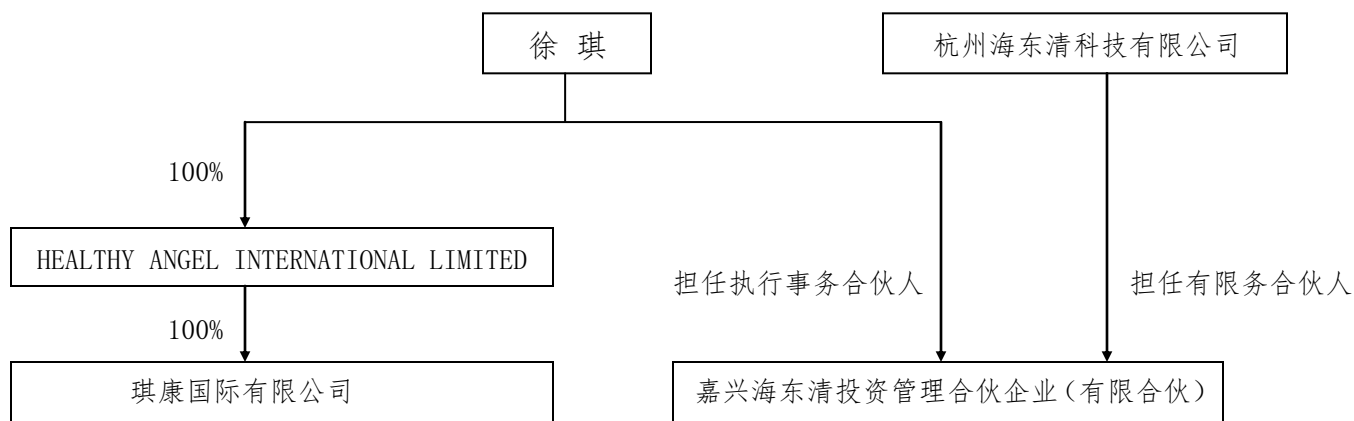 徐 琪
杭州海东清科技有限公司
100%
HEALTHY ANGEL INTERNATIONAL LIMITED
担任执行事务合伙人
担任有限务合伙人
100%
琪康国际有限公司
嘉兴海东清投资管理合伙企业(有限合伙)